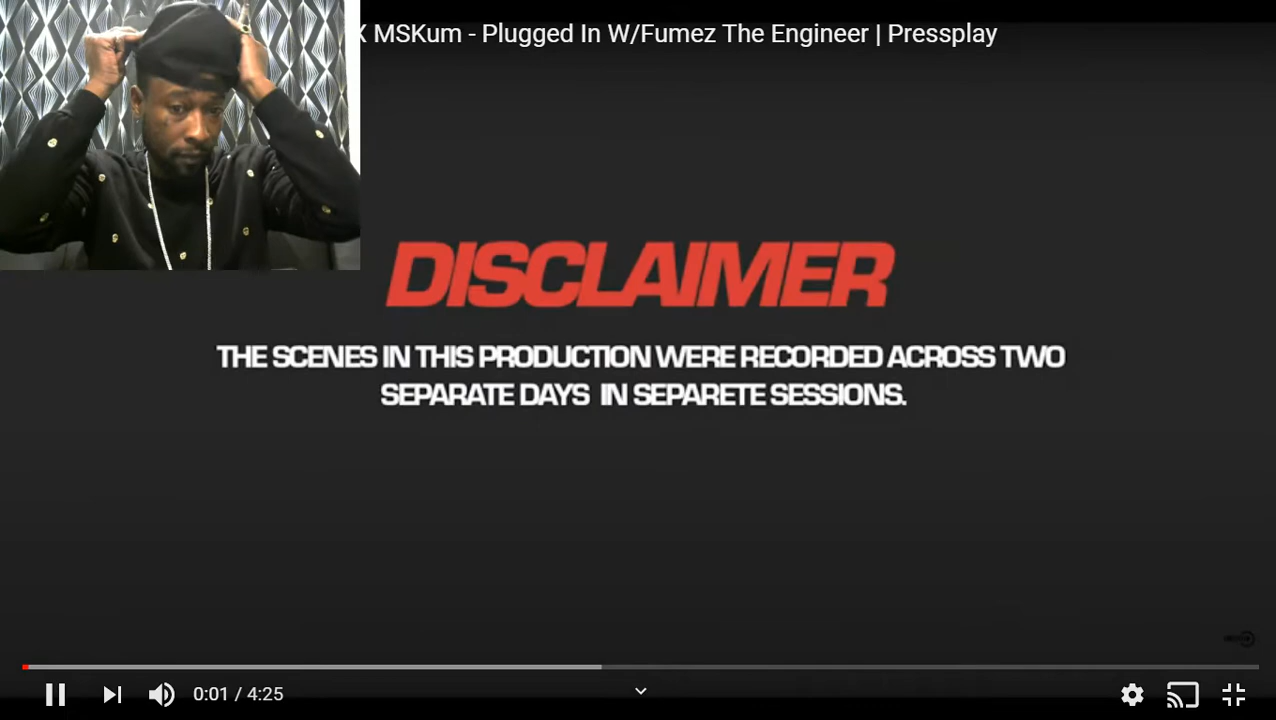 X MSKum - Plugged In W/Fumez The Engineer | Pressplay
DISCLAIMER
THE SCENES IN THIS PRODUCTION WERE RECORDED ACROSS TWO
SEPARATE DAYS IN SEPARETE SESSIONS.
0:01 / 4:25